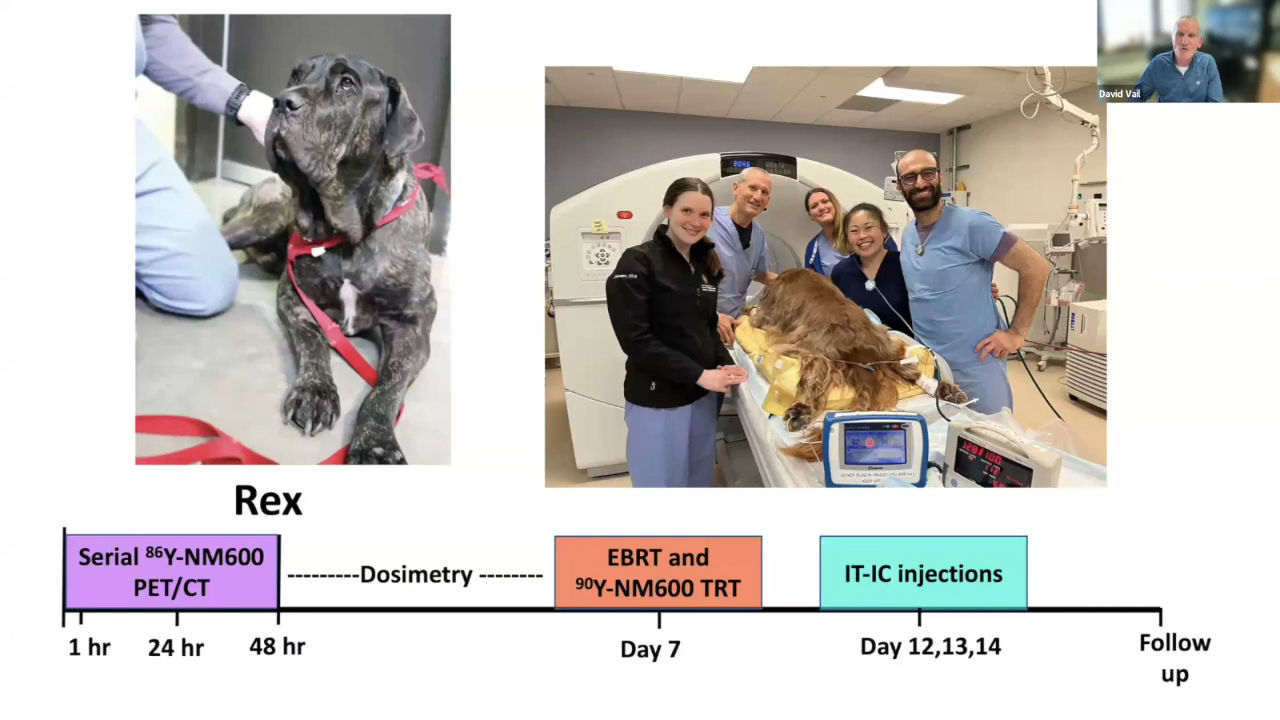 David Vail
Rex
Serial ⁸⁶Y-NM600
PET/CT
---------Dosimetry --------
EBRT and
⁹⁰Y-NM600 TRT
IT-IC injections
1 hr
24 hr
48 hr
Day 7
Day 12,13,14
Follow
up